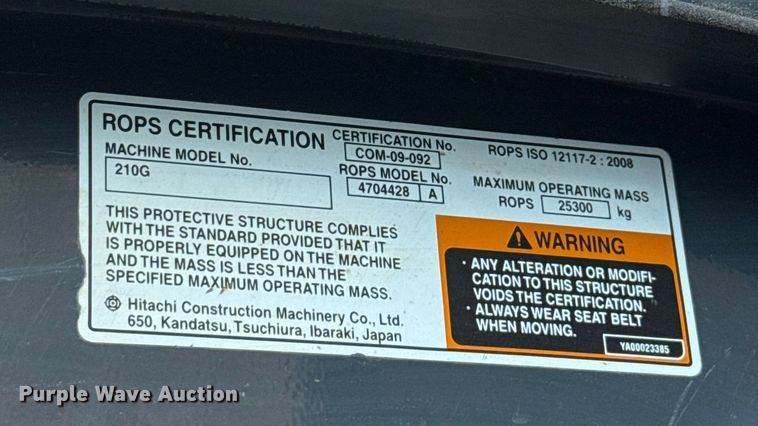 ROPS CERTIFICATION
CERTIFICATION No.
COM-09-092
ROPS ISO 12117-2 : 2008
MACHINE MODEL No.
210G
ROPS MODEL No.
4704428 A
MAXIMUM OPERATING MASS
ROPS 25300 kg
THIS PROTECTIVE STRUCTURE COMPLIES
WITH THE STANDARD PROVIDED THAT IT
IS PROPERLY EQUIPPED ON THE MACHINE
AND THE MASS IS LESS THAN THE
SPECIFIED MAXIMUM OPERATING MASS.
Hitachi Construction Machinery Co., Ltd.
650, Kandatsu, Tsuchiura, Ibaraki, Japan
WARNING
· ANY ALTERATION OR MODIFI-
CATION TO THIS STRUCTURE
VOIDS THE CERTIFICATION.
· ALWAYS WEAR SEAT BELT
WHEN MOVING.
YA00023385
Purple Wave Auction